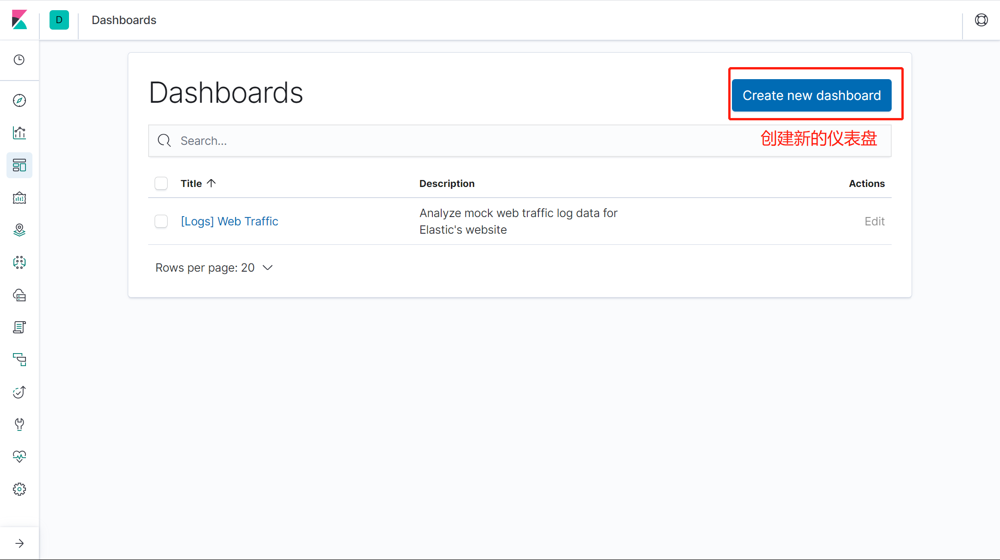 D
Dashboards
Dashboards
Create new dashboard
Search...
创建新的仪表盘
Title
Description
Actions
[Logs] Web Traffic
Analyze mock web traffic log data for
Elastic's website
Edit
Rows per page: 20